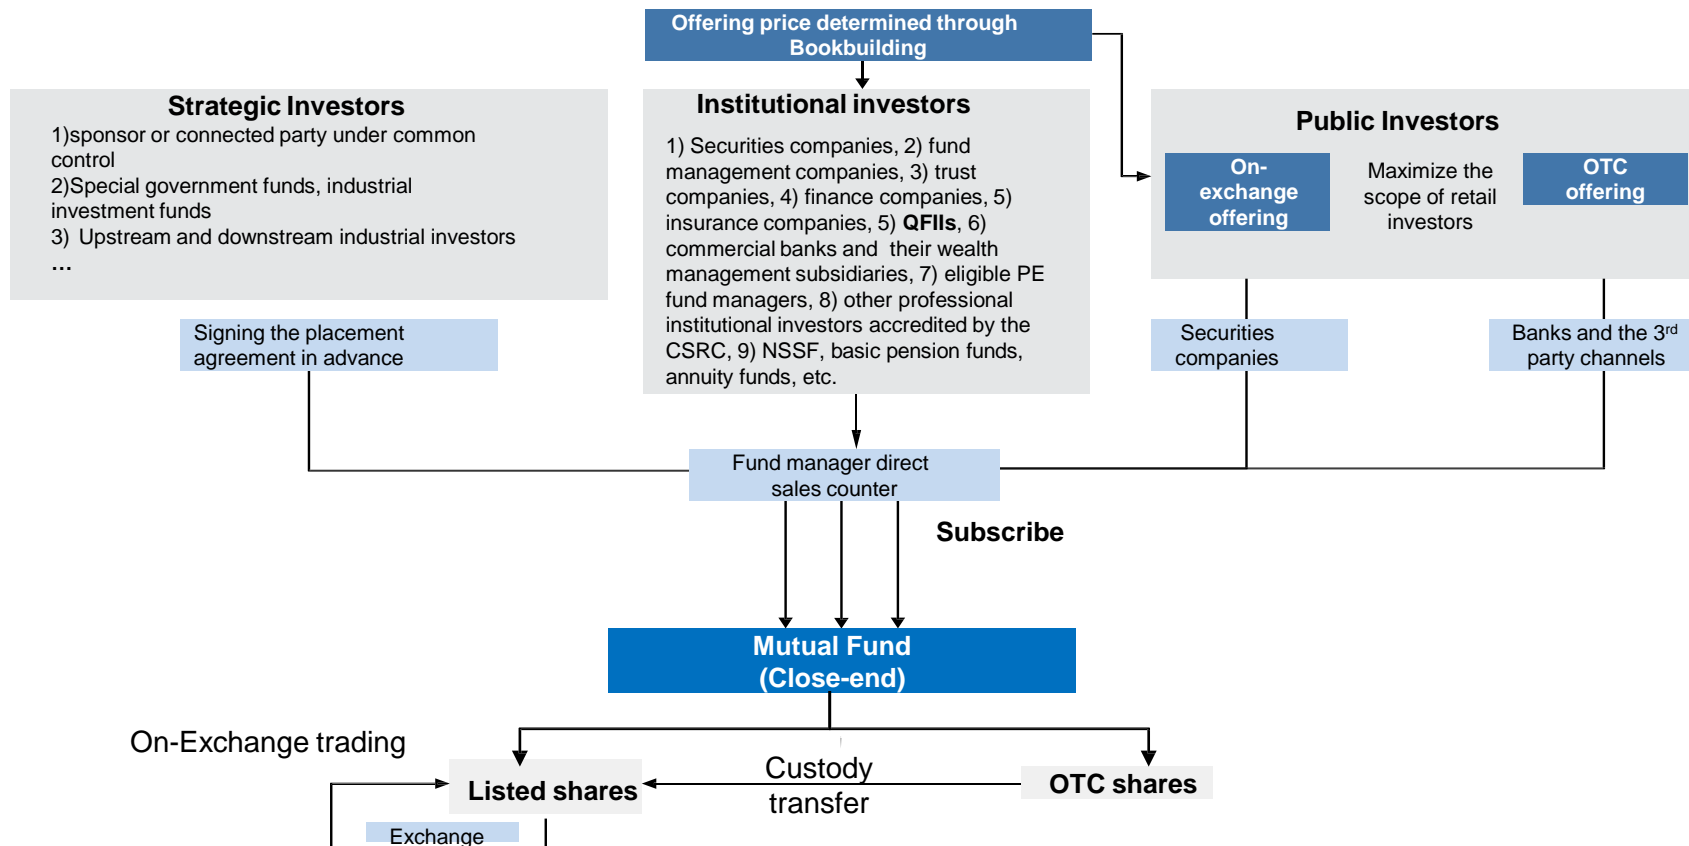 Offering price determined through
Bookbuilding
Strategic Investors
1)sponsor or connected party under common
control
2)Special government funds, industrial
investment funds
3) Upstream and downstream industrial investors
...
Institutional investors
1) Securities companies, 2) fund
management companies, 3) trust
companies, 4) finance companies, 5)
insurance companies, 5) QFIIs, 6)
commercial banks and their wealth
management subsidiaries, 7) eligible PE
fund managers, 8) other professional
institutional investors accredited by the
CSRC, 9) NSSF, basic pension funds,
annuity funds, etc.
Public Investors
On-
exchange
offering
Maximize the
scope of retail
investors
OTC
offering
Signing the placement
agreement in advance
Securities
companies
Banks and the 3rd
party channels
Fund manager direct
sales counter
Subscribe
Mutual Fund
(Close-end)
On-Exchange trading
Listed shares
Custody
transfer
OTC shares
Exchange